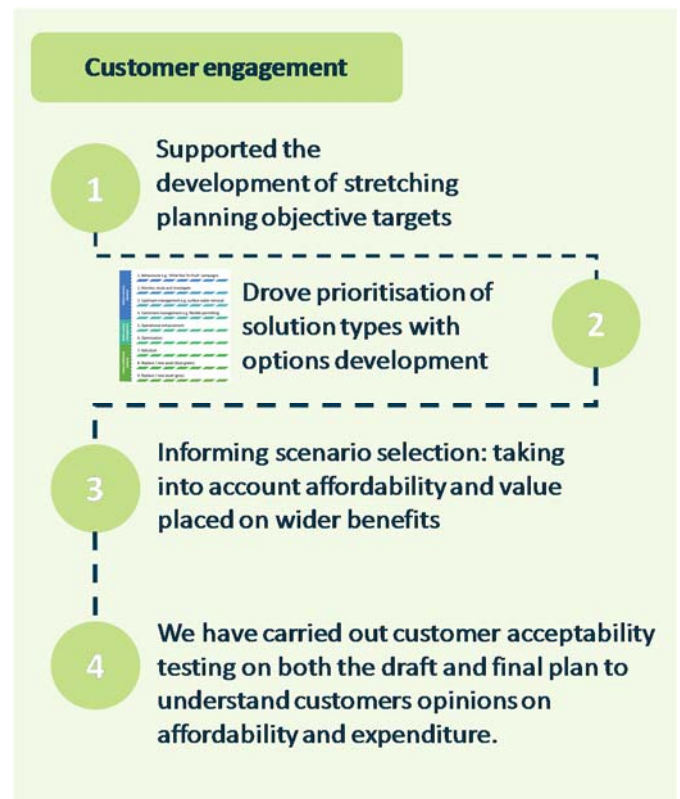 Customer engagement
1
Supported the
development of stretching
planning objective targets
Drove prioritisation of
solution types with
options development
2
3
Informing scenario selection: taking
into account affordability and value
placed on wider benefits
4
We have carried out customer acceptability
testing on both the draft and final plan to
understand customers opinions on
affordability and expenditure.